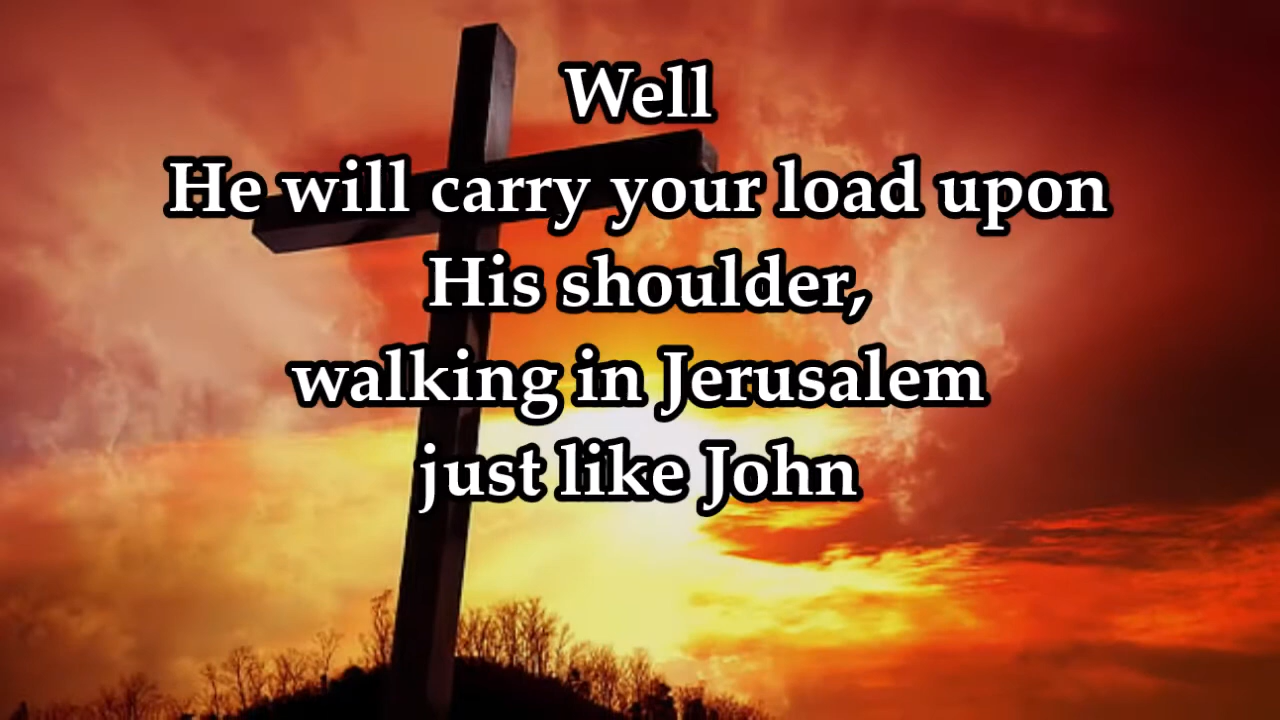 Well
He will carry your load upon
His shoulder,
walking in Jerusalem
just like John